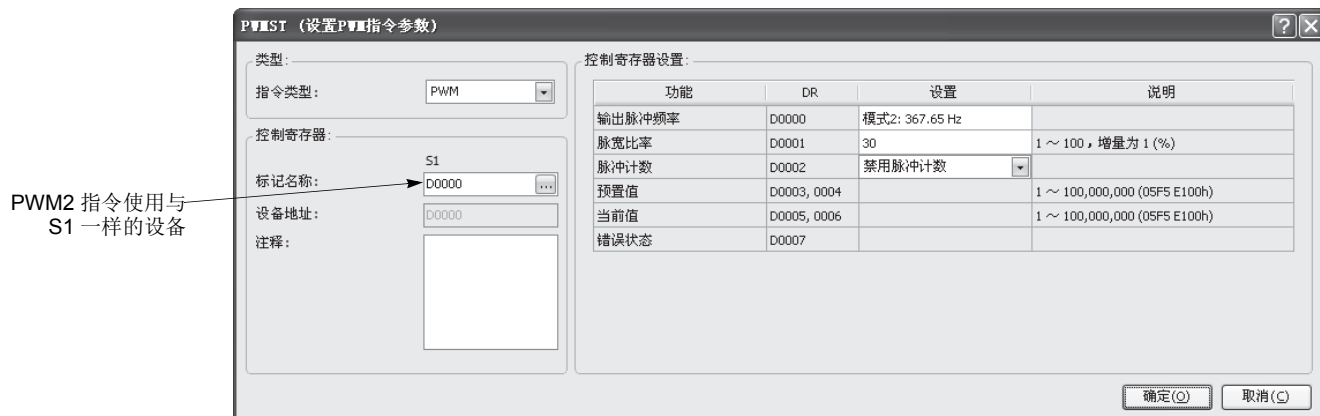 PWMST (设置PWM指令参数)
类型:
指令类型:
PWM
控制寄存器:
S1
标记名称:
D0000
...
设备地址:
D0000
注释:
PWM2 指令使用与
S1 一样的设备
控制寄存器设置:
功能 DR 设置 说明
输出脉冲频率 D0000 模式2: 367.65 Hz
脉宽比率 D0001 30 1～100，增量为 1 (%)
脉冲计数 D0002 禁用脉冲计数
预置值 D0003, 0004 1～100,000,000 (05F5 E100h)
当前值 D0005, 0006 1～100,000,000 (05F5 E100h)
错误状态 D0007
确定(O) 取消(C)